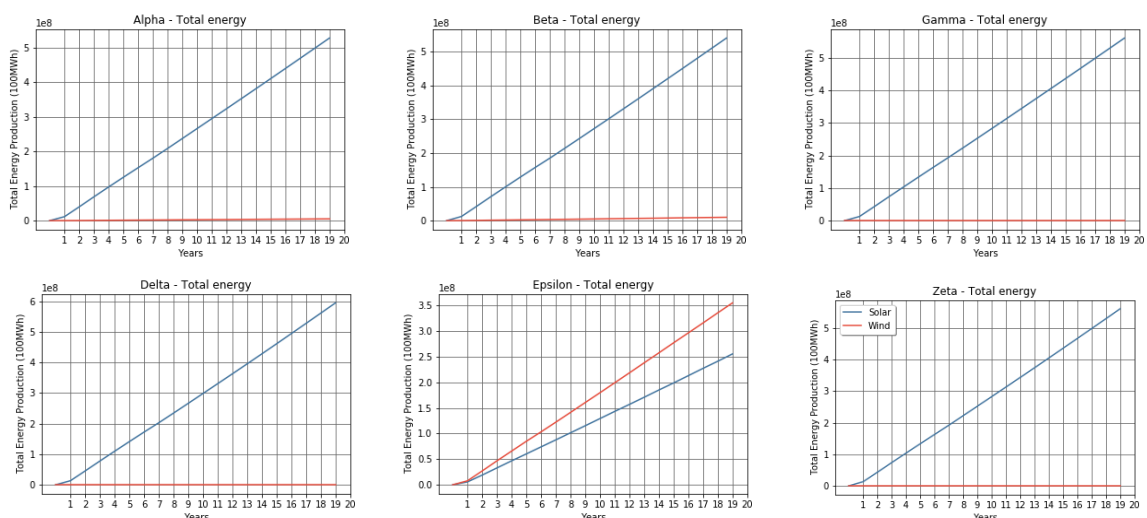 Alpha - Total energy
1e8
Total Energy Production (100MWh)
5
4
3
2
1
0
1 2 3 4 5 6 7 8 9 10 11 12 13 14 15 16 17 18 19 20
Years
Beta - Total energy
1e8
Total Energy Production (100MWh)
5
4
3
2
1
0
1 2 3 4 5 6 7 8 9 10 11 12 13 14 15 16 17 18 19 20
Years
Gamma - Total energy
1e8
Total Energy Production (100MWh)
5
4
3
2
1
0
1 2 3 4 5 6 7 8 9 10 11 12 13 14 15 16 17 18 19 20
Years
Delta - Total energy
1e8
Total Energy Production (100MWh)
6
5
4
3
2
1
0
1 2 3 4 5 6 7 8 9 10 11 12 13 14 15 16 17 18 19 20
Years
Epsilon - Total energy
1e8
Total Energy Production (100MWh)
3.5
3.0
2.5
2.0
1.5
1.0
0.5
0.0
1 2 3 4 5 6 7 8 9 10 11 12 13 14 15 16 17 18 19 20
Years
Zeta - Total energy
1e8
Solar
Wind
Total Energy Production (100MWh)
5
4
3
2
1
0
1 2 3 4 5 6 7 8 9 10 11 12 13 14 15 16 17 18 19 20
Years